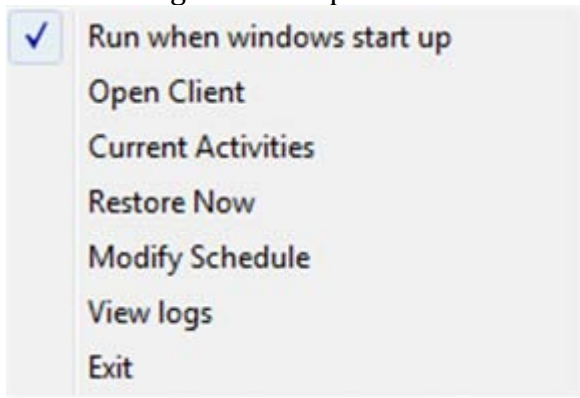 Run when windows start up
Open Client
Current Activities
Restore Now
Modify Schedule
View logs
Exit